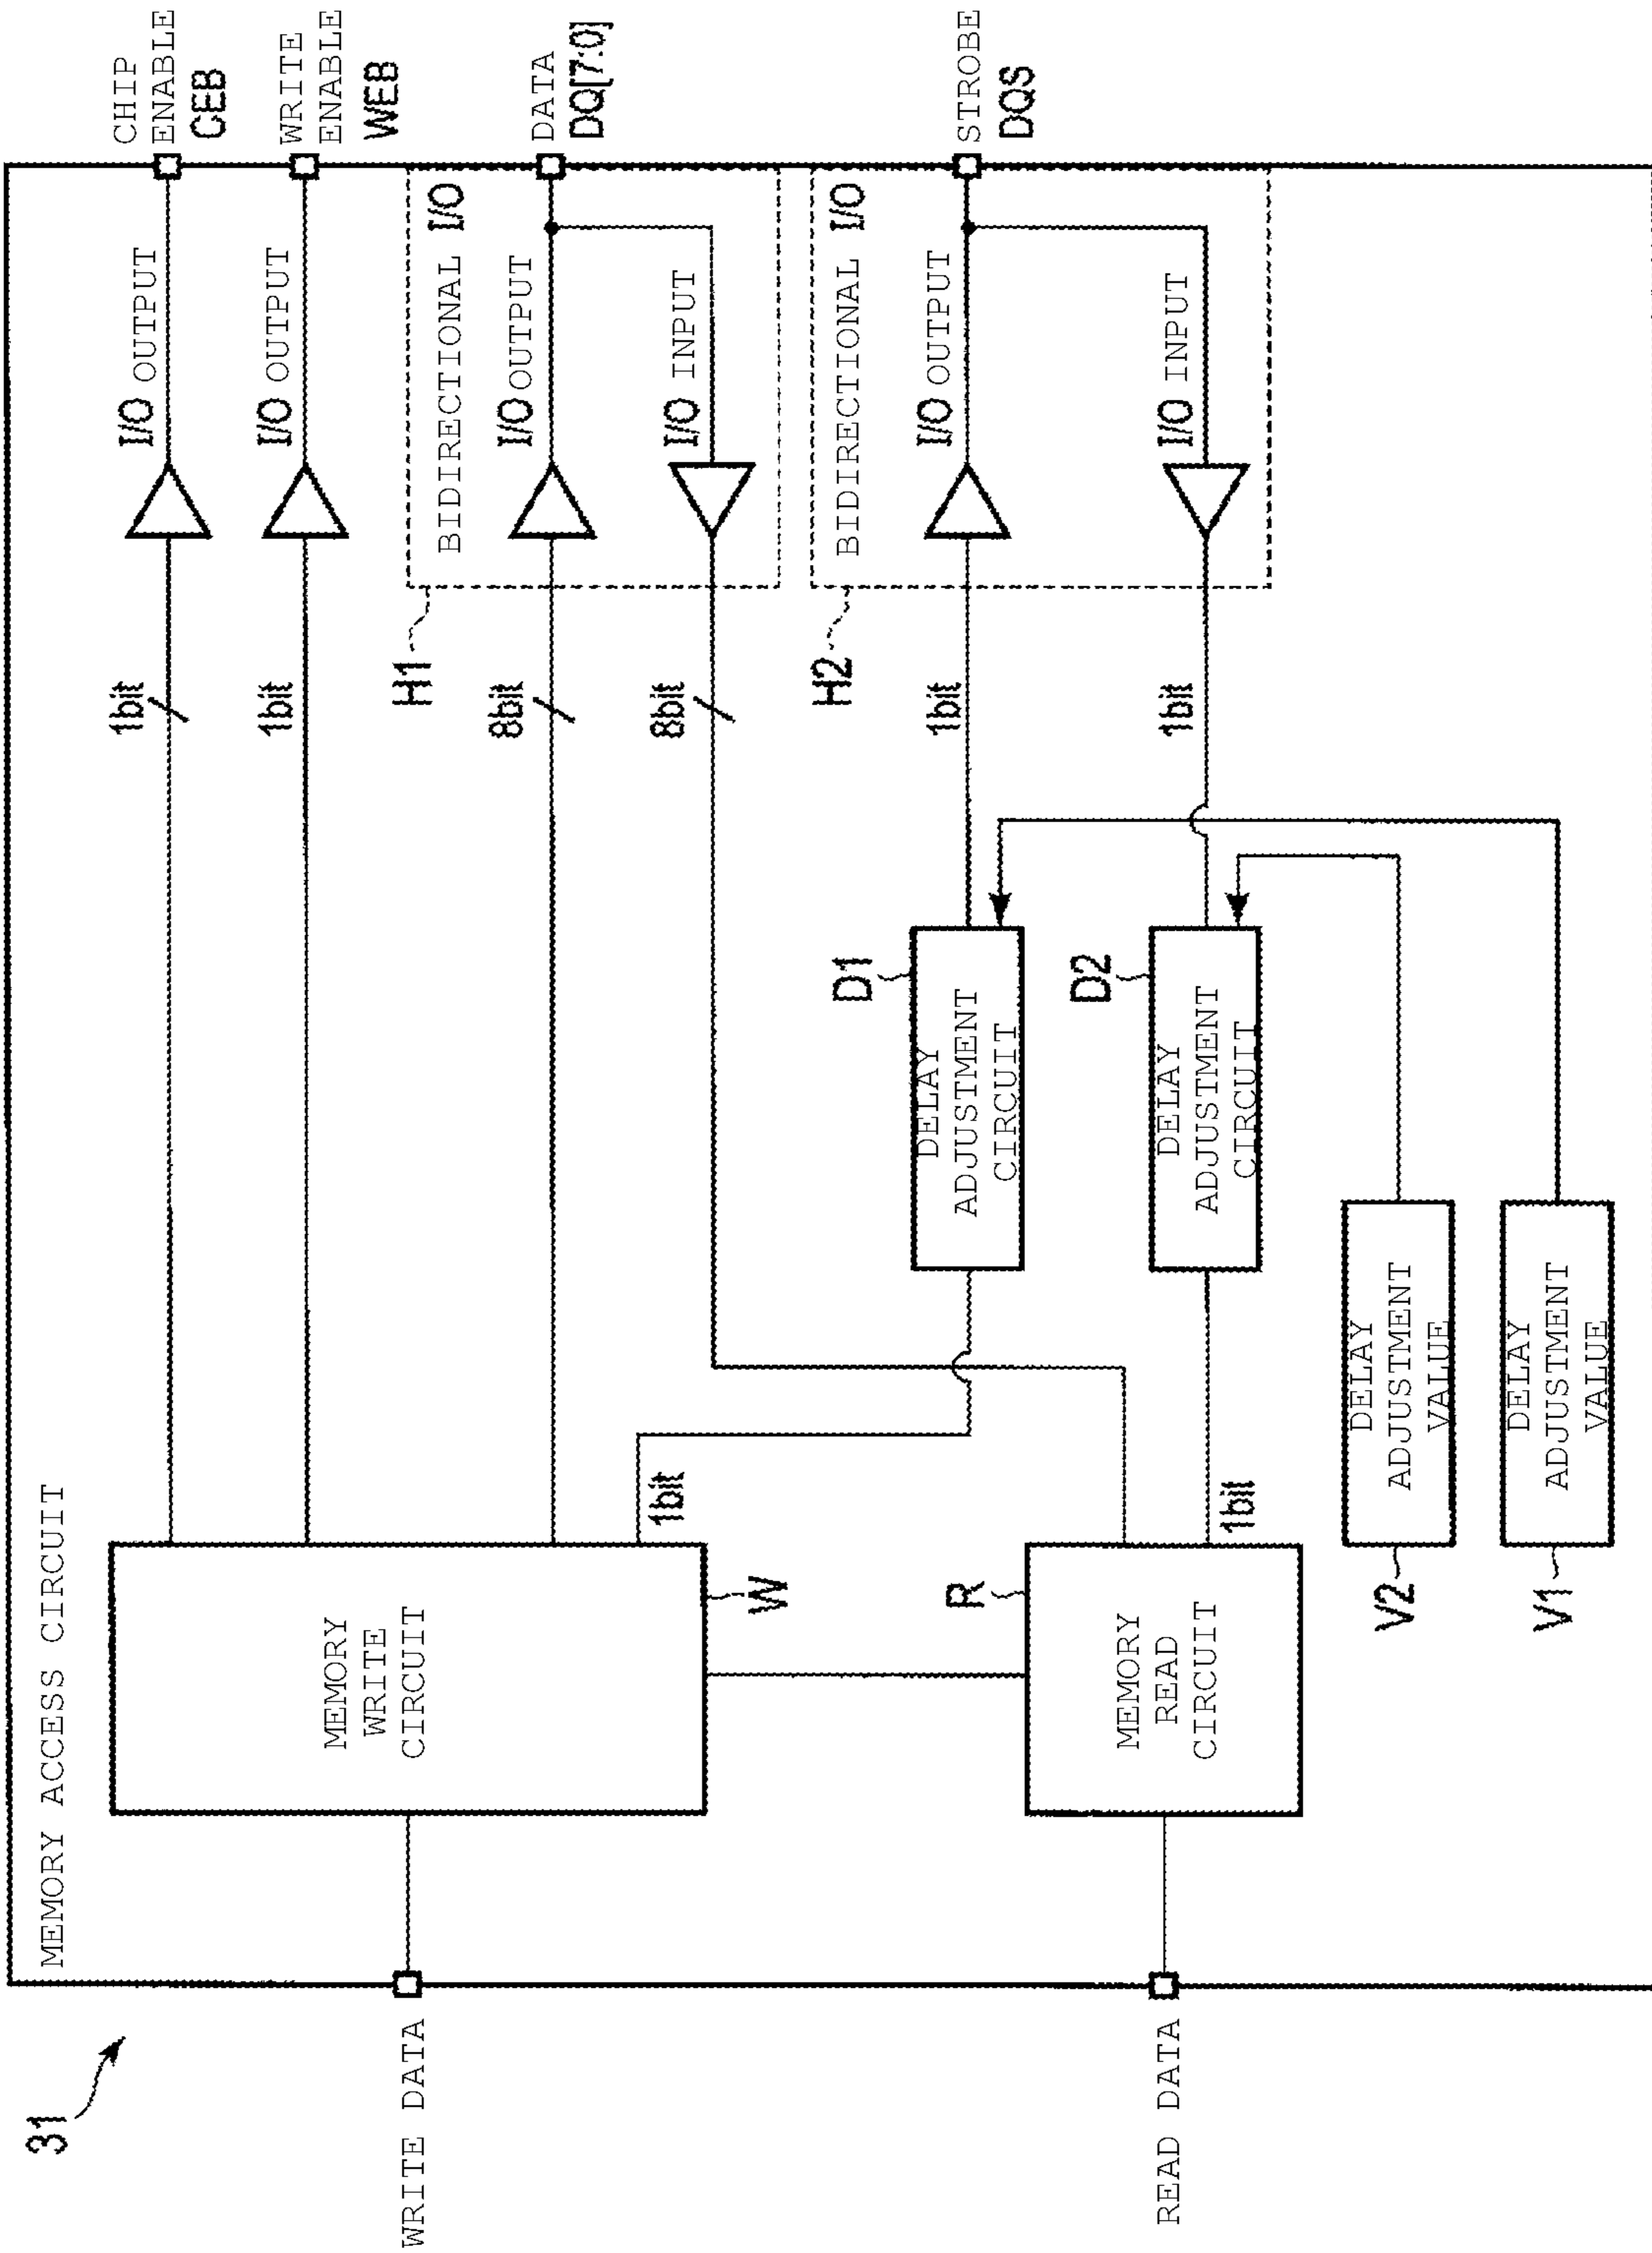 31
MEMORY ACCESS CIRCUIT
WRITE DATA
READ DATA
MEMORY
WRITE
CIRCUIT
W
MEMORY
READ
CIRCUIT
R
1bit
1bit
DELAY
ADJUSTMENT
CIRCUIT
D1
DELAY
ADJUSTMENT
CIRCUIT
D2
DELAY
ADJUSTMENT
VALUE
V2
DELAY
ADJUSTMENT
VALUE
V1
1bit
1bit
8bit
8bit
1bit
1bit
H1
H2
I/O OUTPUT
I/O OUTPUT
BIDIRECTIONAL I/O
I/O OUTPUT
I/O INPUT
BIDIRECTIONAL I/O
I/O OUTPUT
I/O INPUT
CHIP
ENABLE
CEB
WRITE
ENABLE
WEB
DATA
DQ[7:0]
STROBE
DQS